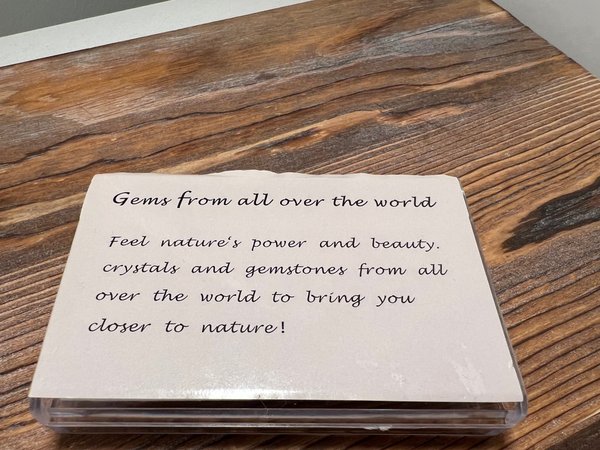 Gems from all over the world
Feel nature's power and beauty.
crystals and gemstones from all
over the world to bring you
closer to nature!